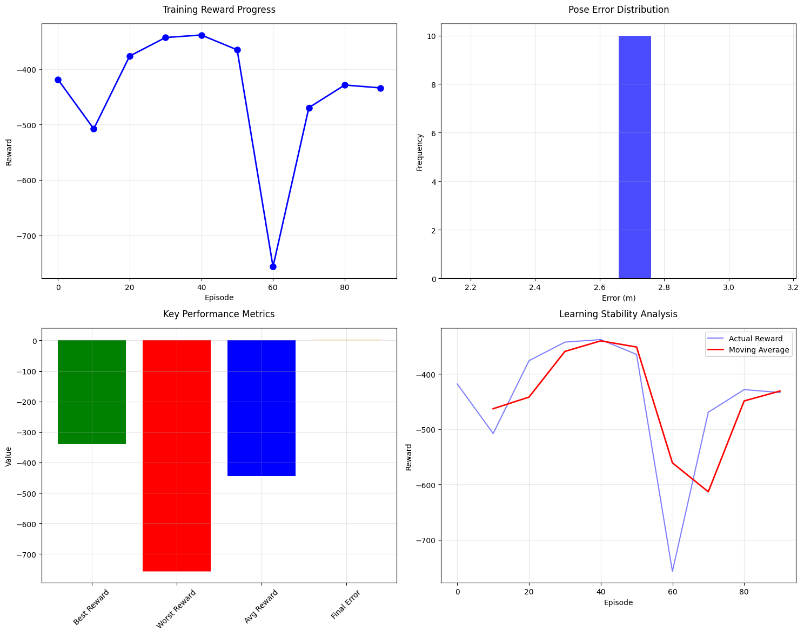 Training Reward Progress
Reward
−400
−500
−600
−700
0
20
40
60
80
Episode
Pose Error Distribution
Frequency
10
8
6
4
2
0
2.2
2.4
2.6
2.8
3.0
3.2
Error (m)
Key Performance Metrics
Value
0
−100
−200
−300
−400
−500
−600
−700
Best Reward
Worst Reward
Avg Reward
Final Error
Learning Stability Analysis
Actual Reward
Moving Average
Reward
−400
−500
−600
−700
0
20
40
60
80
Episode